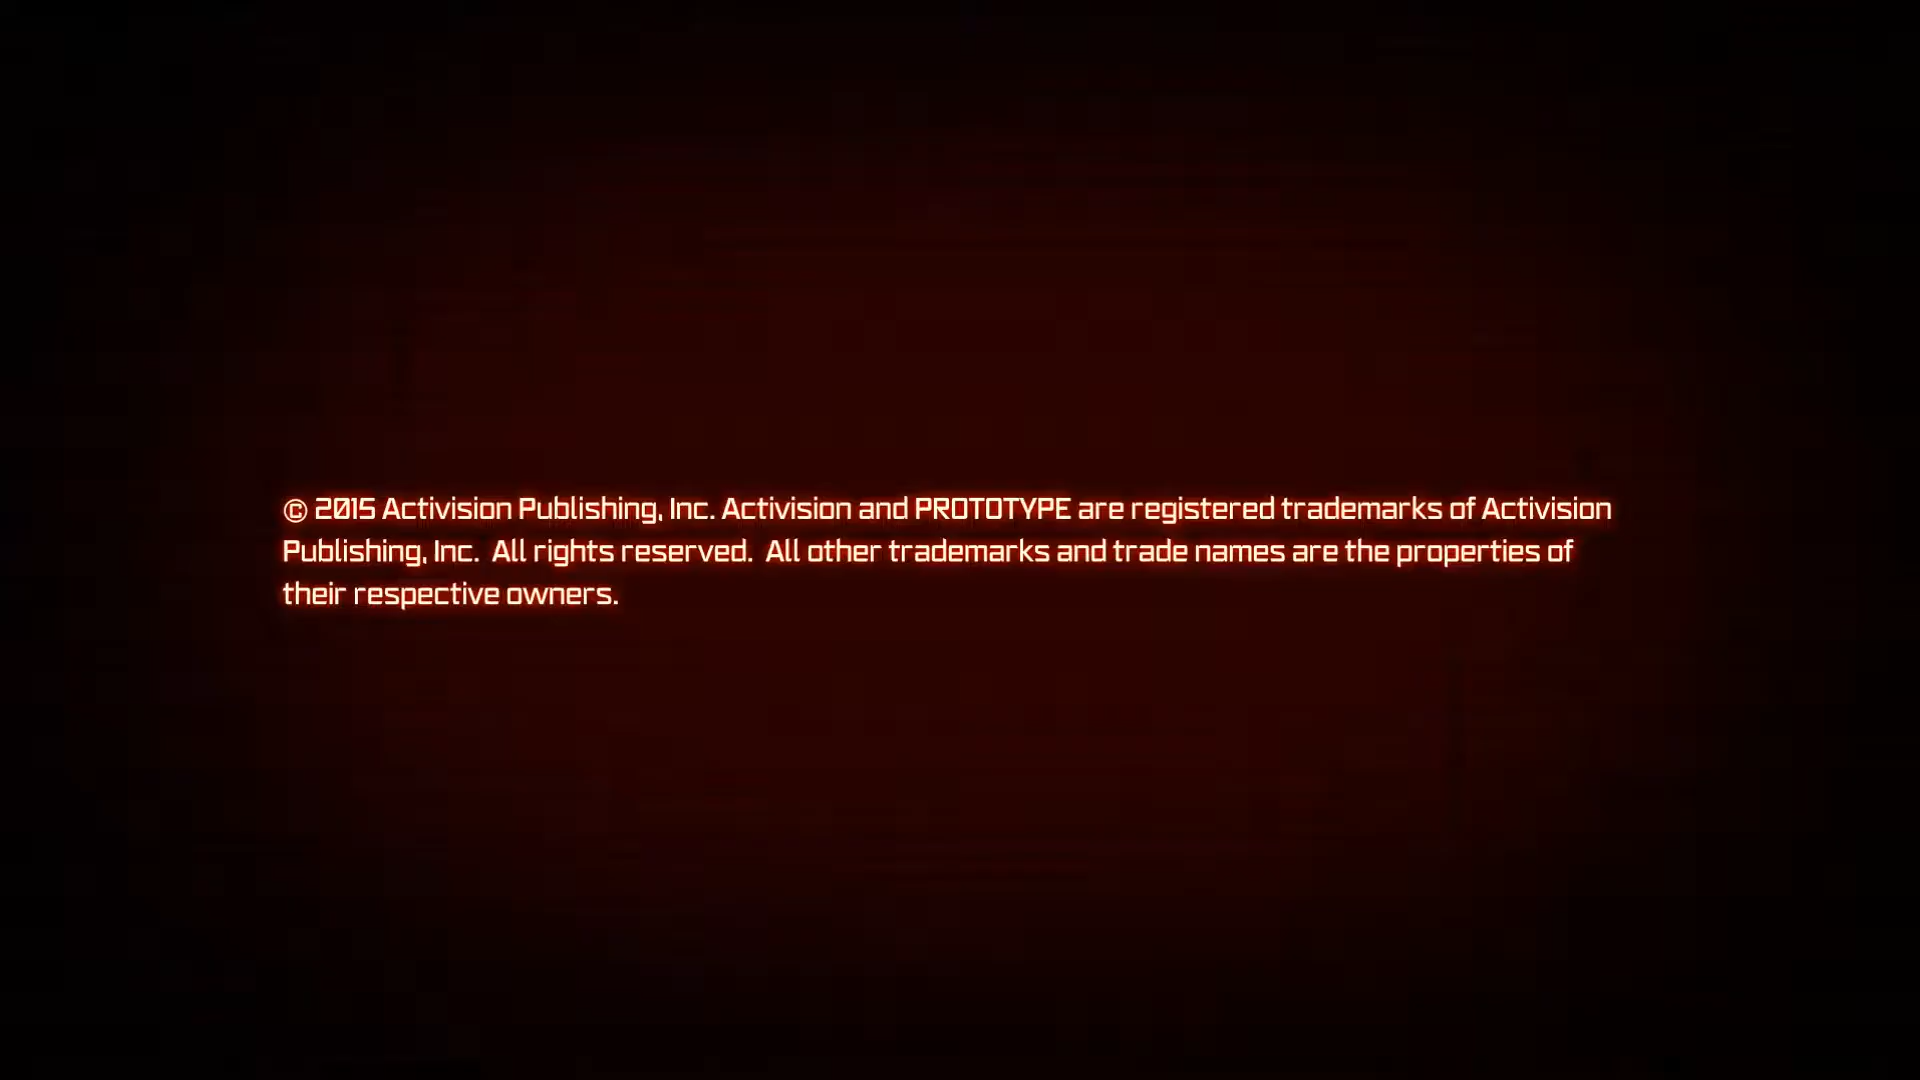 © 2015 Activision Publishing, Inc. Activision and PROTOTYPE are registered trademarks of Activision
Publishing, Inc.  All rights reserved.  All other trademarks and trade names are the properties of
their respective owners.